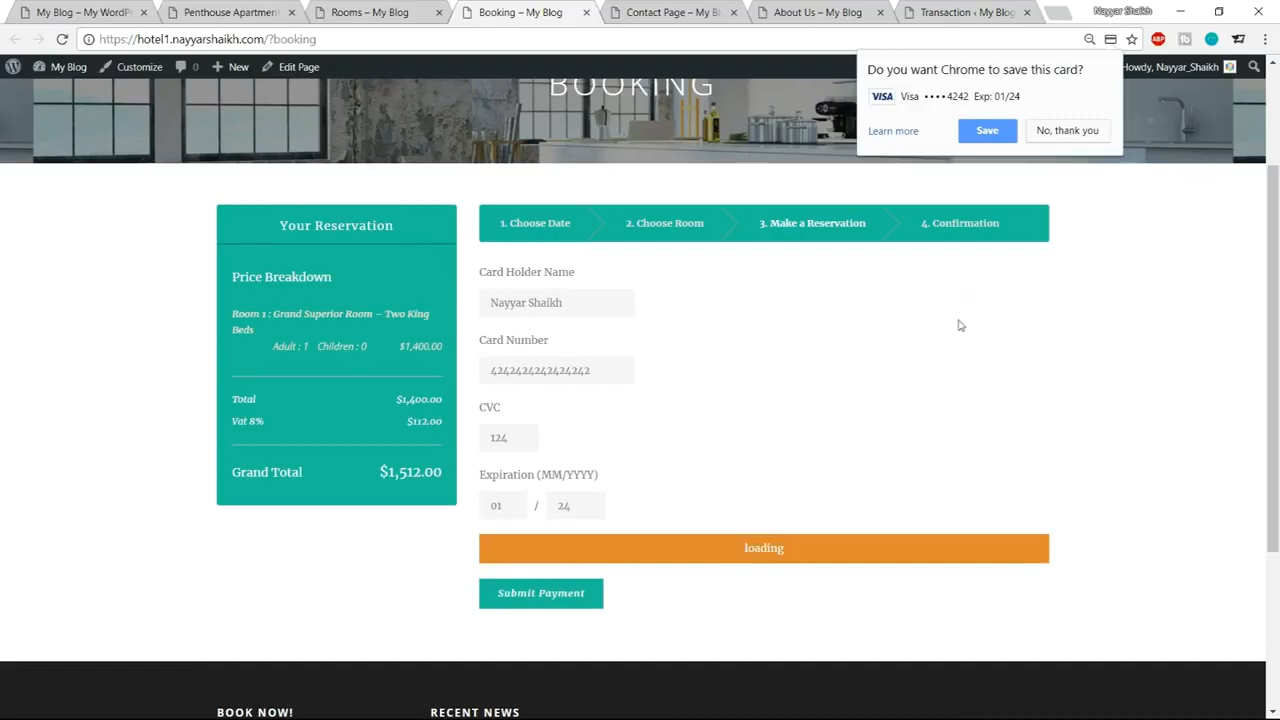 My Blog – My WordP
Penthouse Apartment
Rooms – My Blog
Booking – My Blog
Contact Page – My Bl
About Us – My Blog
Transaction ‹ My Blog
Nayyar Shaikh
https://hotel1.nayyarshaikh.com/?booking
ABP
My Blog
Customize
0
New
Edit Page
Howdy, Nayyar_Shaikh
BOOKING
Do you want Chrome to save this card?
VISA Visa ••••4242 Exp: 01/24
Learn more
Save
No, thank you
Your Reservation
Price Breakdown
Room 1 : Grand Superior Room – Two King
Beds
Adult : 1 Children : 0 $1,400.00
Total $1,400.00
Vat 8% $112.00
Grand Total $1,512.00
1. Choose Date
2. Choose Room
3. Make a Reservation
4. Confirmation
Card Holder Name
Nayyar Shaikh
Card Number
4242424242424242
CVC
124
Expiration (MM/YYYY)
01 / 24
loading
Submit Payment
BOOK NOW!
RECENT NEWS